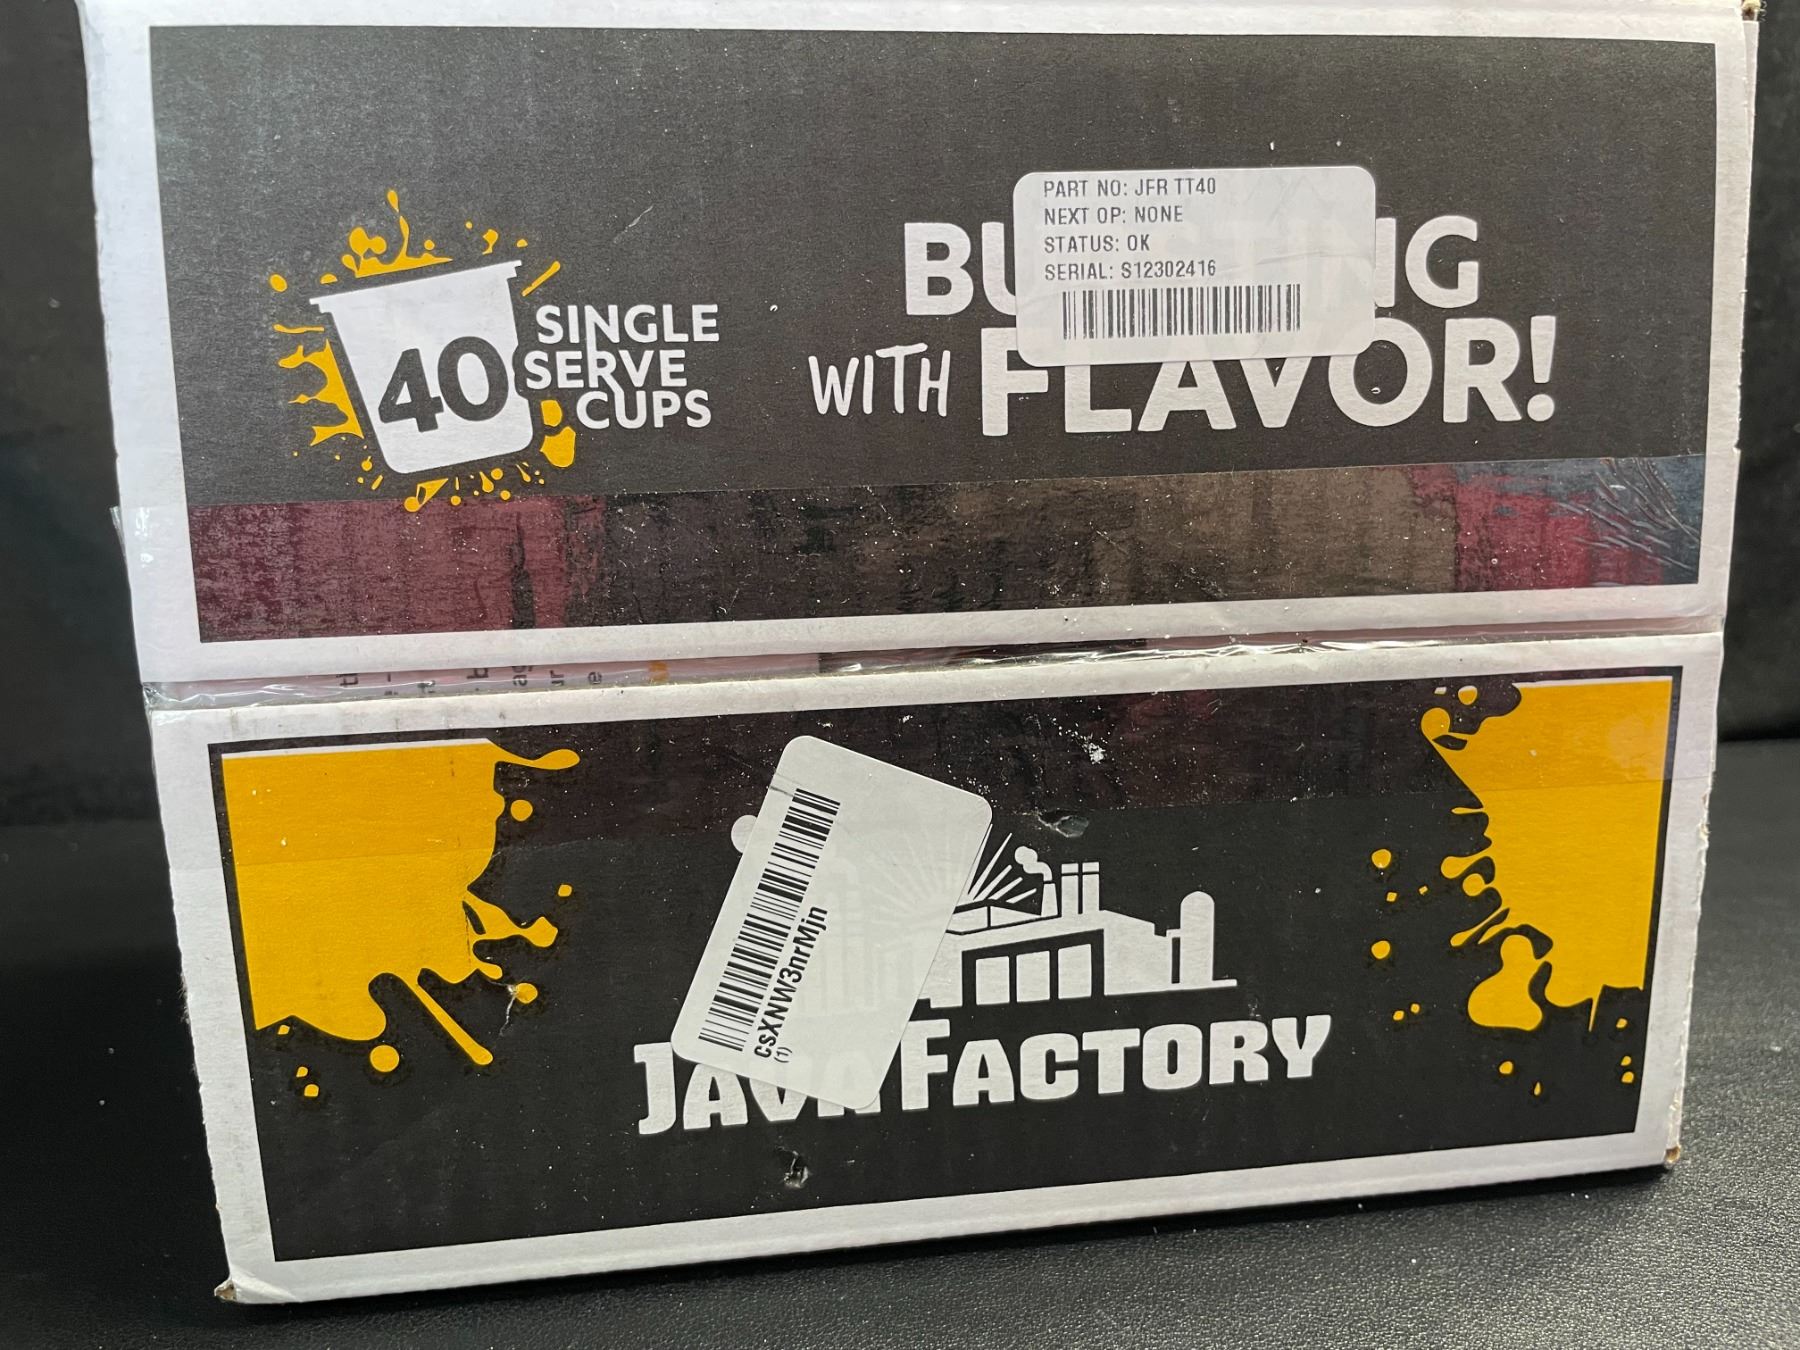 PART NO: JFR TT40
NEXT OP: NONE
STATUS: OK
SERIAL: S12302416
40
SINGLE
SERVE
CUPS
WITH FLAVOR!
CsXNW3nrMjn
(1)
JAVA FACTORY